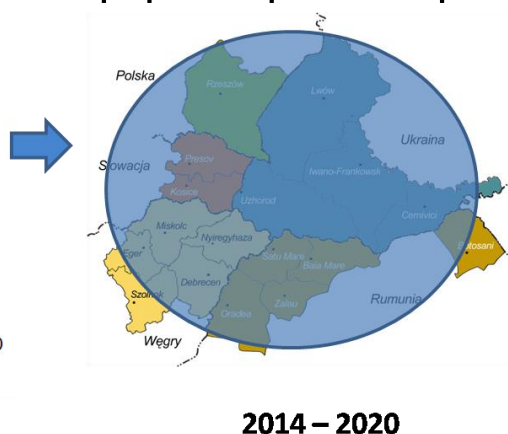 Polska
Rzeszów
Lwów
Ukraina
Słowacja
Presov
Iwano-Frankowsk
Kosice
Uzhorod
Cernivici
Miskolc
Nyiregyhaza
Eger
Satu Mare
Botosani
Baia Mare
Debrecen
Szolnok
Zalau
Rumunia
Oradea
Węgry
)
2014 – 2020